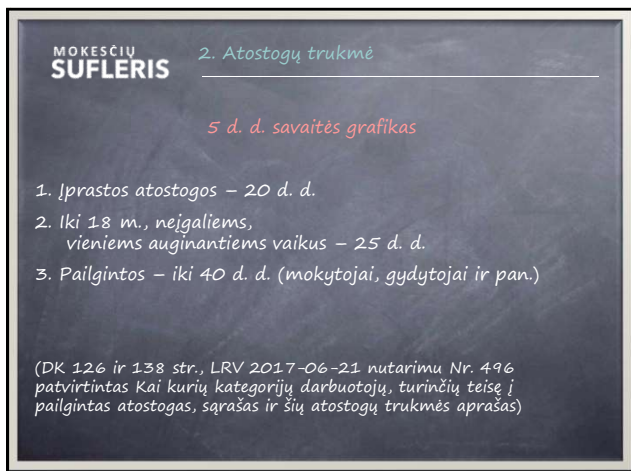 MOKESČIŲ
SUFLERIS
2. Atostogų trukmė
5 d. d. savaitės grafikas
1. Įprastos atostogos – 20 d. d.
2. Iki 18 m., neįgaliems,
vieniems auginantiems vaikus – 25 d. d.
3. Pailgintos – iki 40 d. d. (mokytojai, gydytojai ir pan.)
(DK 126 ir 138 str., LRV 2017-06-21 nutarimu Nr. 496
patvirtintas Kai kurių kategorijų darbuotojų, turinčių teisę į
pailgintas atostogas, sąrašas ir šių atostogų trukmės aprašas)